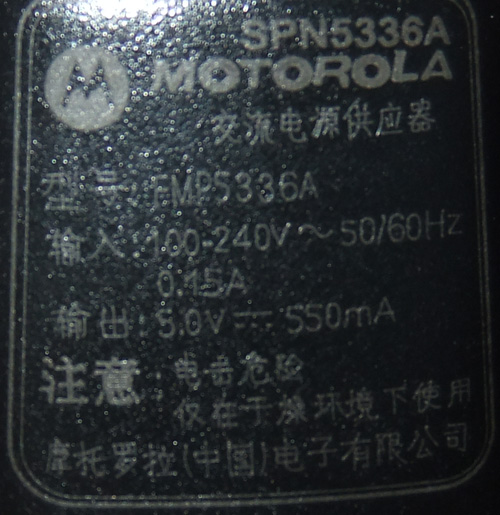 SPN5336A
MOTOROLA
交流电源供应器
型号: FMP5336A
输入: 100-240V ～ 50/60Hz
0.15A
输出: 5.0V ⎓ 550mA
注意: 电击危险
仅在于燥环境下使用
摩托罗拉(中国)电子有限公司